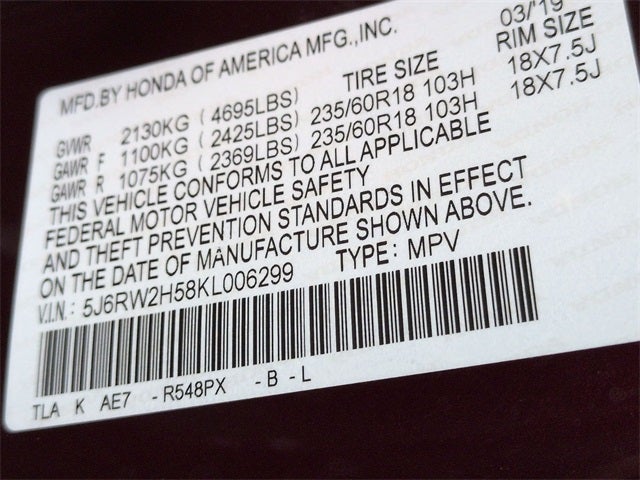 MFD.BY HONDA OF AMERICA MFG.,INC. 03/'19
TIRE SIZE RIM SIZE
GVWR 2130KG ( 4695LBS)
GAWR F 1100KG ( 2425LBS) 235/60R18 103H 18X7.5J
GAWR R 1075KG ( 2369LBS) 235/60R18 103H 18X7.5J
THIS VEHICLE CONFORMS TO ALL APPLICABLE
FEDERAL MOTOR VEHICLE SAFETY
AND THEFT PREVENTION STANDARDS IN EFFECT
ON THE DATE OF MANUFACTURE SHOWN ABOVE.
V.I.N.: 5J6RW2H58KL006299 TYPE: MPV
TLA K AE7 - R548PX - B - L